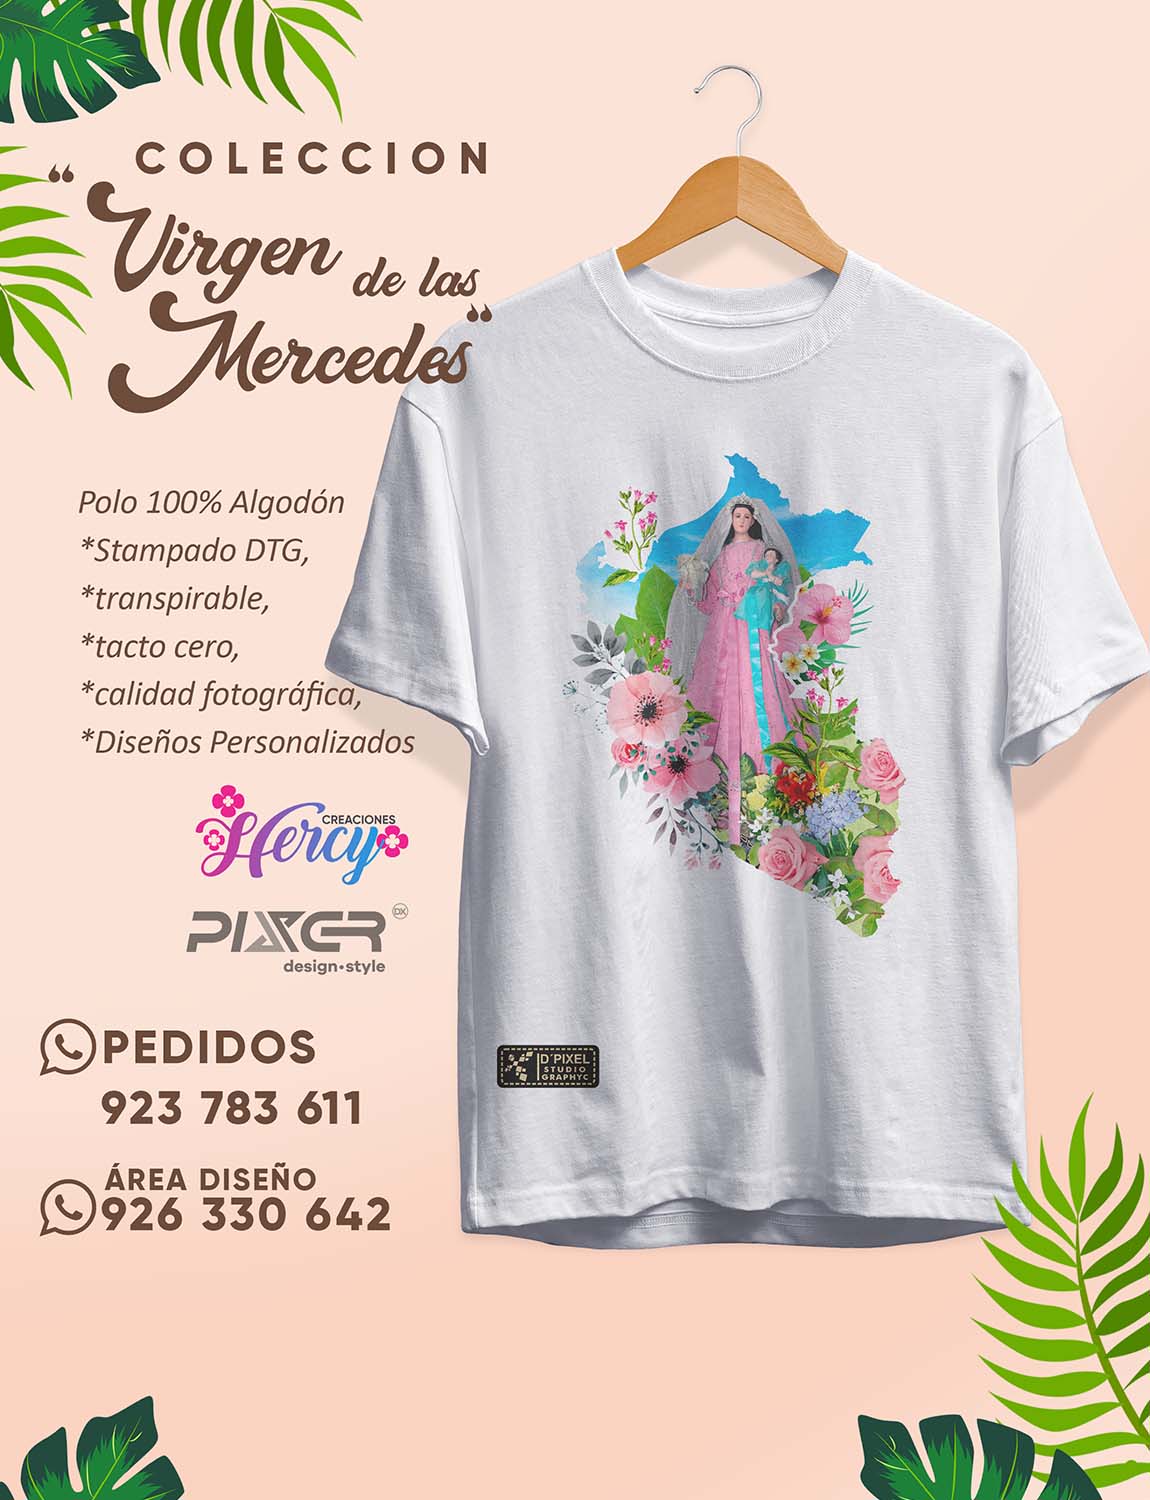 COLECCION
“Virgen de las
Mercedes”
Polo 100% Algodón
*Stampado DTG,
*transpirable,
*tacto cero,
*calidad fotográfica,
*Diseños Personalizados
CREACIONES
Hercy
PIXER DX
design•style
PEDIDOS
923 783 611
ÁREA DISEÑO
926 330 642
D´PIXEL
STUDIO
GRAPHYC